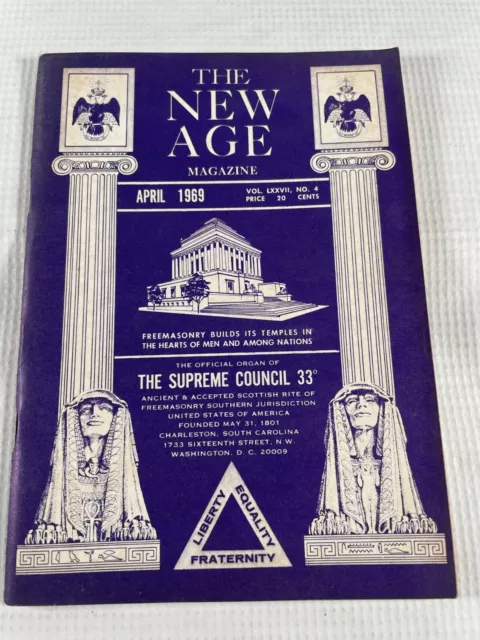 THE
NEW
AGE
MAGAZINE
APRIL 1969
VOL. LXXVII, NO. 4
PRICE 20 CENTS
FREEMASONRY BUILDS ITS TEMPLES IN
THE HEARTS OF MEN AND AMONG NATIONS
THE OFFICIAL ORGAN OF
THE SUPREME COUNCIL 33°
ANCIENT & ACCEPTED SCOTTISH RITE OF
FREEMASONRY SOUTHERN JURISDICTION
UNITED STATES OF AMERICA
FOUNDED MAY 31, 1801
CHARLESTON, SOUTH CAROLINA
1733 SIXTEENTH STREET, N.W.
WASHINGTON, D. C. 20009
LIBERTY
EQUALITY
FRATERNITY